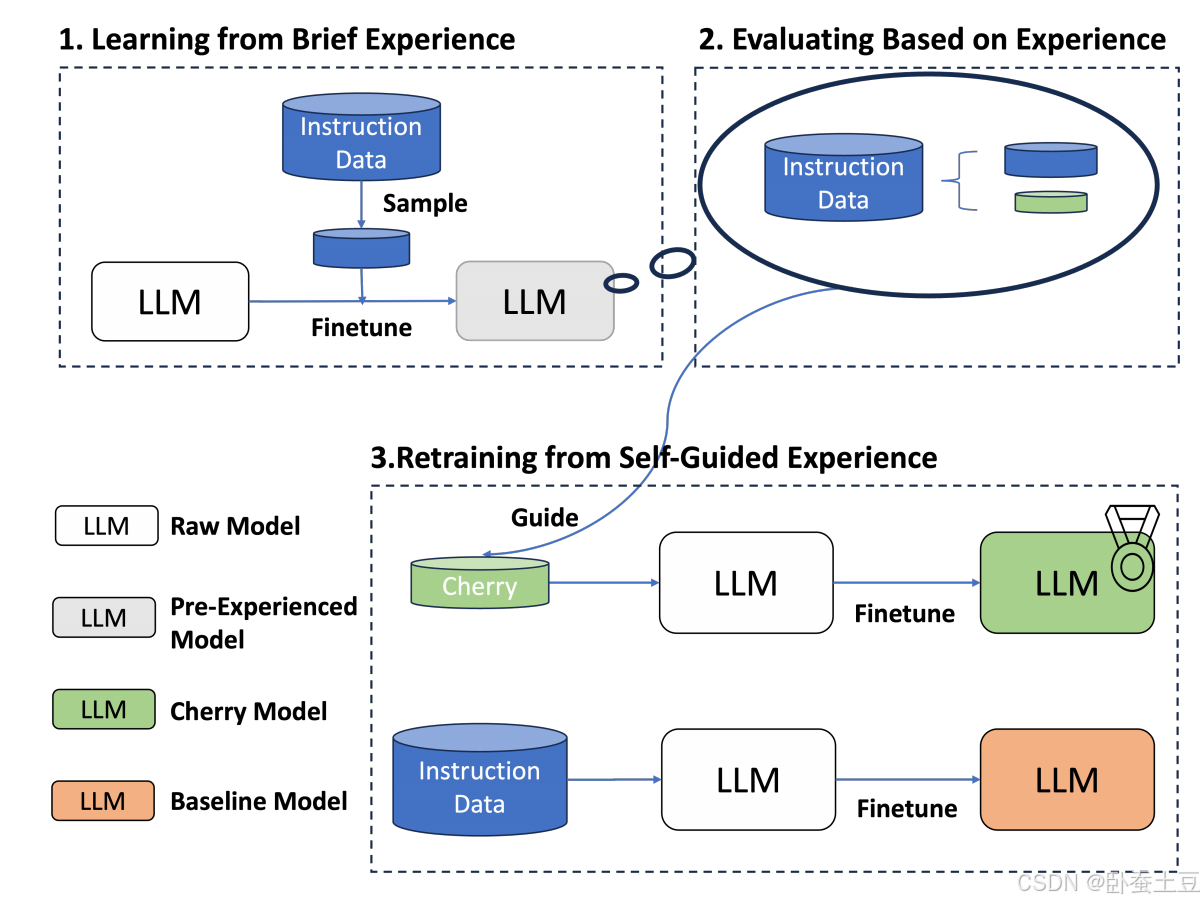 1. Learning from Brief Experience
Instruction
Data
Sample
LLM
Finetune
LLM
2. Evaluating Based on Experience
Instruction
Data
3.Retraining from Self-Guided Experience
Guide
Cherry
LLM
Finetune
LLM
Instruction
Data
LLM
Finetune
LLM
LLM
Raw Model
LLM
Pre-Experienced
Model
LLM
Cherry Model
LLM
Baseline Model
CSDN @卧蚕土豆